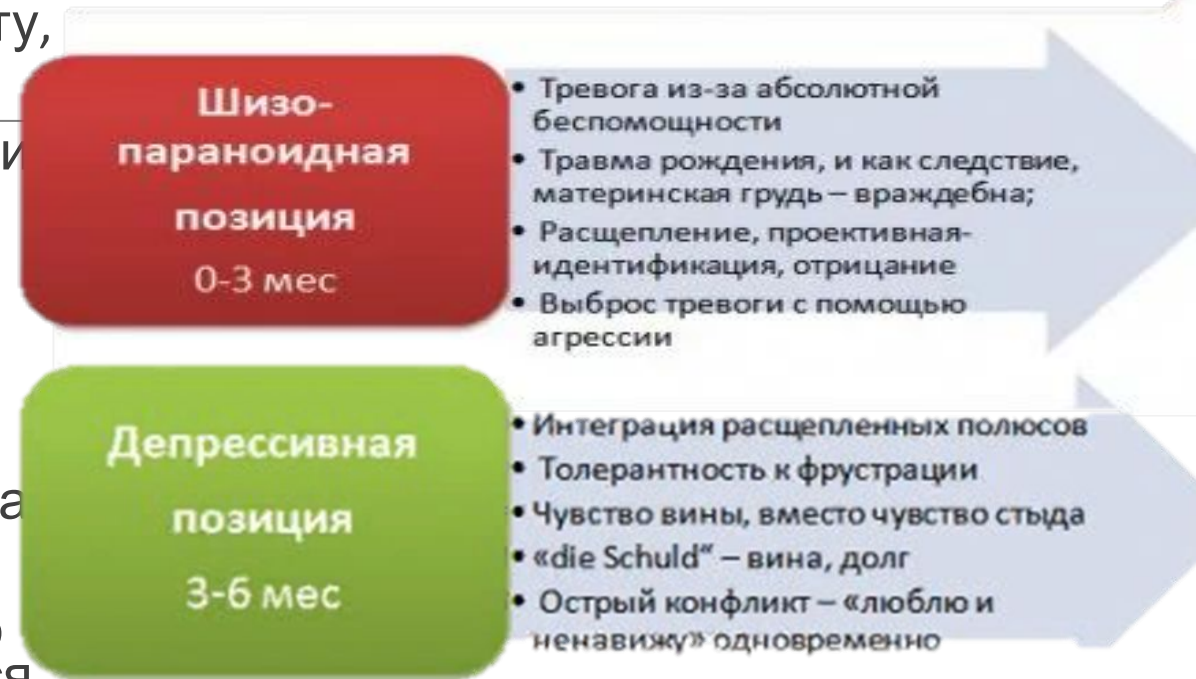 ту,
Шизо-
параноидная
позиция
0-3 мес
• Тревога из-за абсолютной
беспомощности
• Травма рождения, и как следствие,
материнская грудь – враждебна;
• Расщепление, проективная-
идентификация, отрицание
• Выброс тревоги с помощью
агрессии
и
Депрессивная
позиция
3-6 мес
• Интеграция расщепленных полюсов
• Толерантность к фрустрации
• Чувство вины, вместо чувство стыда
• «die Schuld“ – вина, долг
• Острый конфликт – «люблю и
ненавижу» одновременно
а
ся